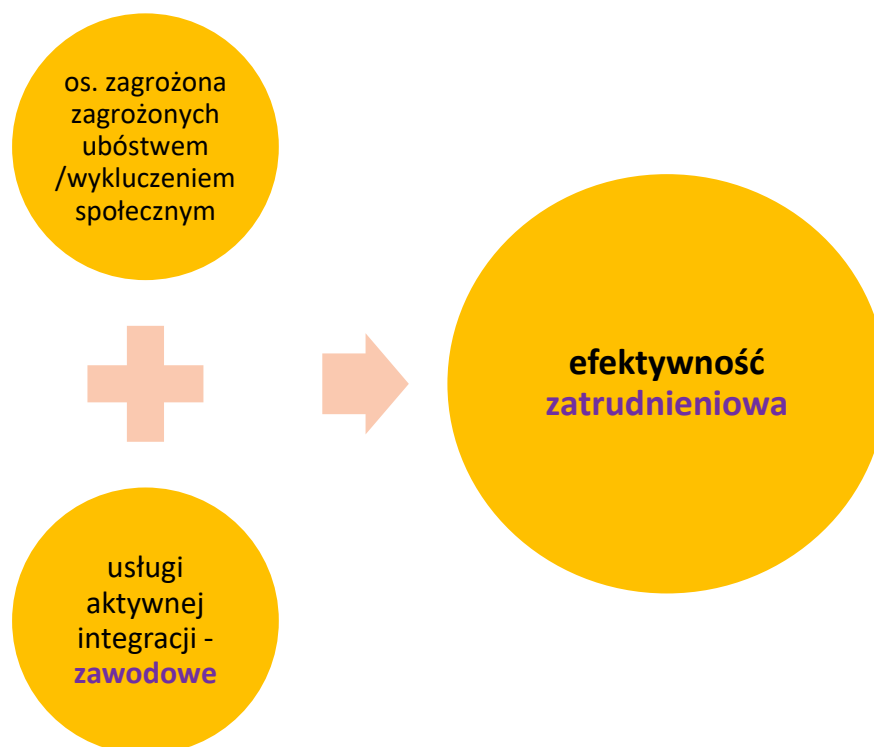 os. zagrożona
zagrożonych
ubóstwem
/wykluczeniem
społecznym
usługi
aktywnej
integracji -
zawodowe
efektywność
zatrudnieniowa